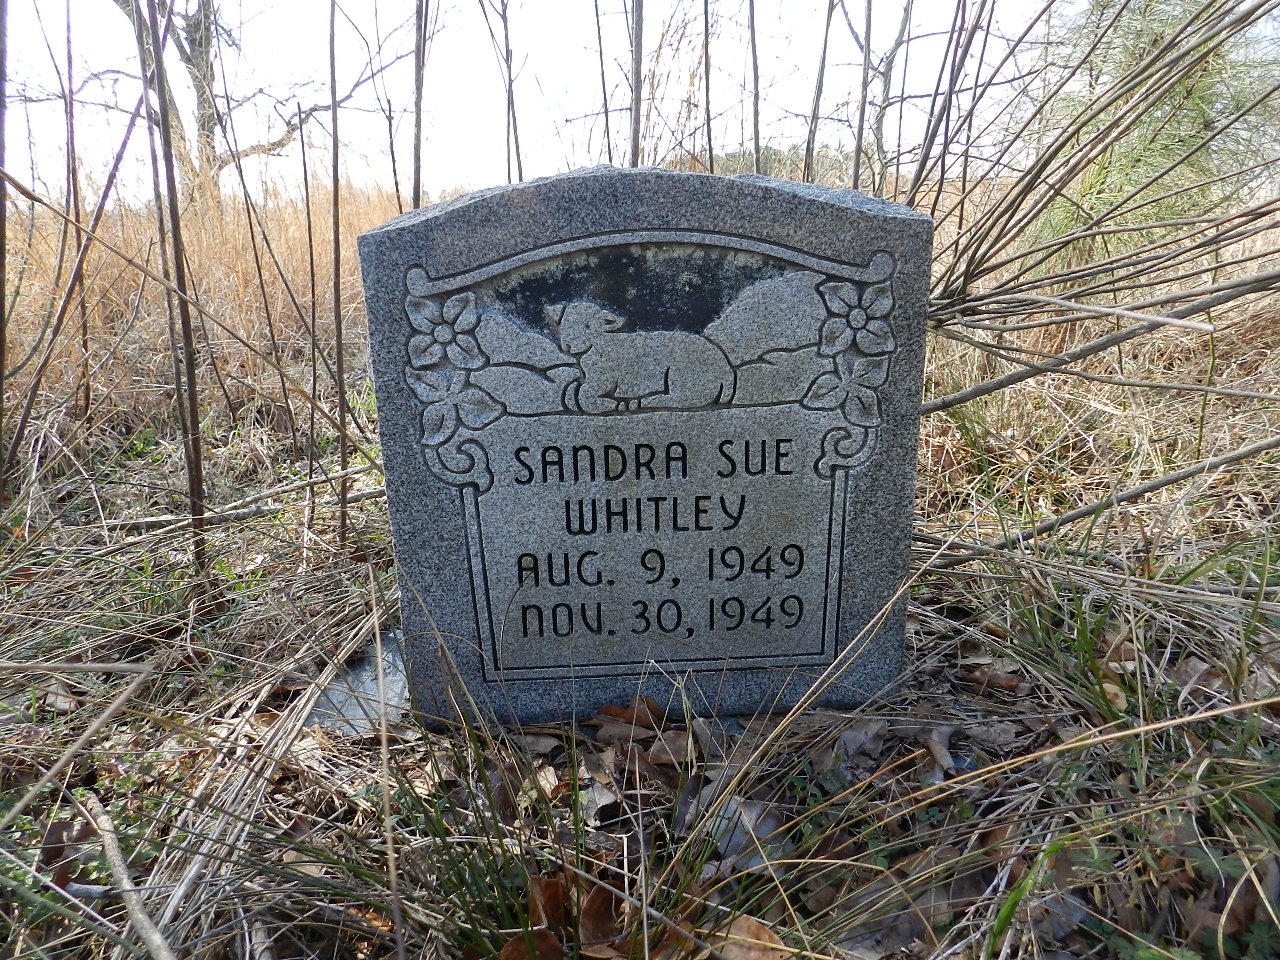 SANDRA SUE
WHITLEY
AUG. 9, 1949
NOV. 30, 1949